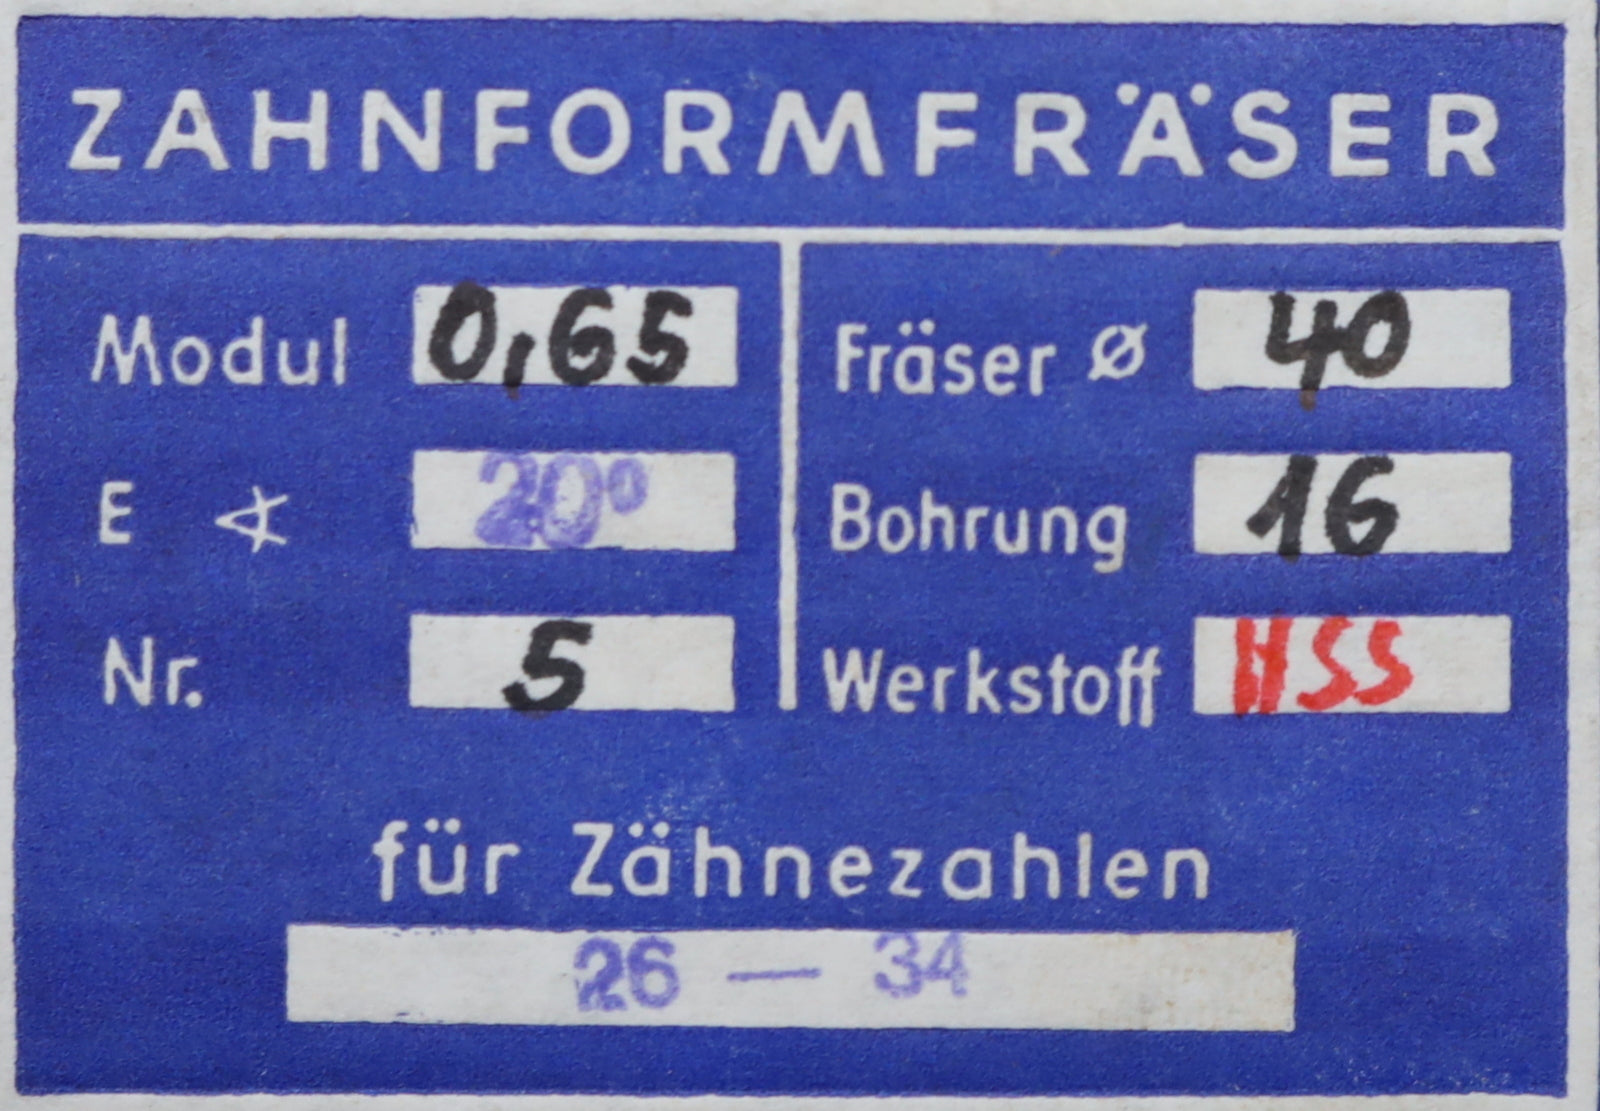 ZAHNFORMFRÄSER
Modul 0,65
E ∢ 20°
Nr. 5
Fräser ⌀ 40
Bohrung 16
Werkstoff HSS
für Zähnezahlen
26 — 34